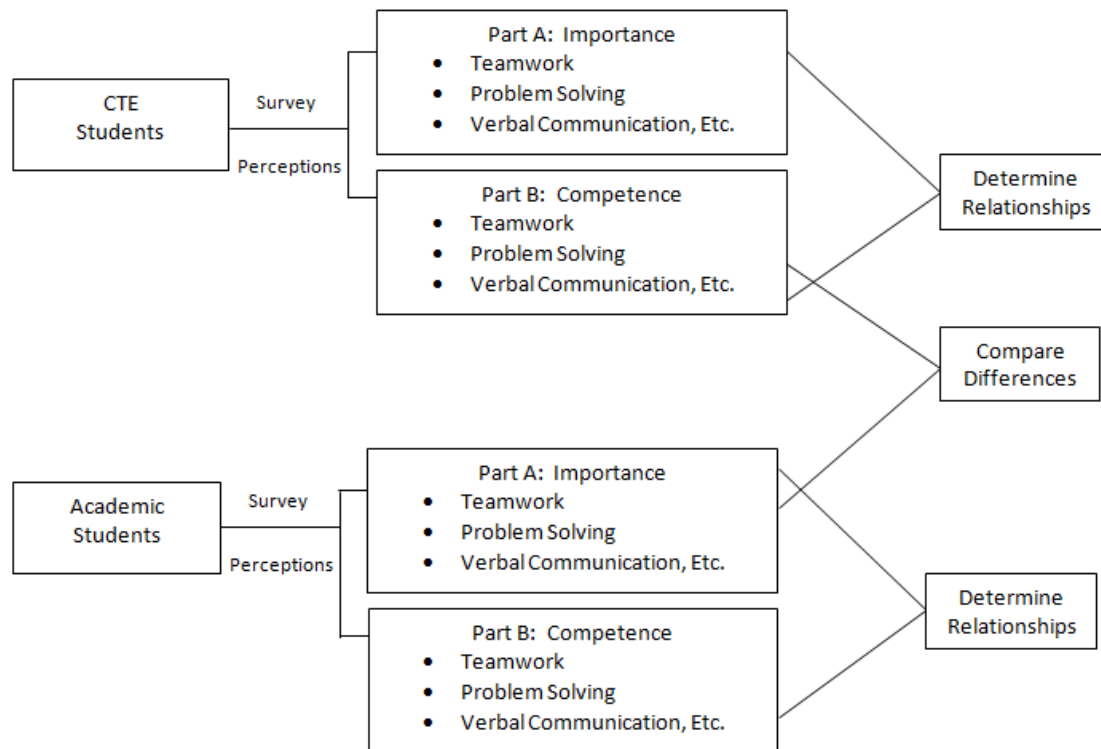 CTE
Students
Survey
Perceptions
Part A:  Importance
• Teamwork
• Problem Solving
• Verbal Communication, Etc.
Part B:  Competence
• Teamwork
• Problem Solving
• Verbal Communication, Etc.
Determine
Relationships
Compare
Differences
Academic
Students
Survey
Perceptions
Part A:  Importance
• Teamwork
• Problem Solving
• Verbal Communication, Etc.
Part B:  Competence
• Teamwork
• Problem Solving
• Verbal Communication, Etc.
Determine
Relationships